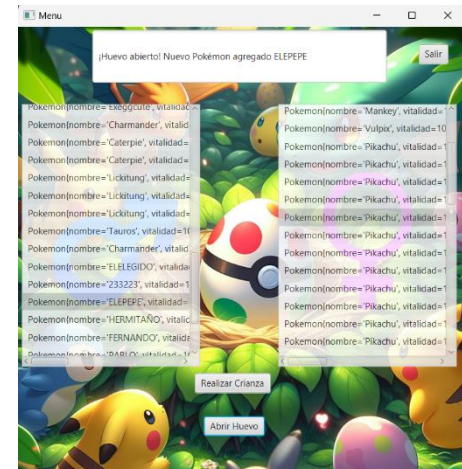 Menu
¡Huevo abierto! Nuevo Pokémon agregado ELEPEPE
Salir
Pokemon{nombre='Exeggcute', vitalidad=
Pokemon{nombre='Charmander', vitalid
Pokemon{nombre='Caterpie', vitalidad=
Pokemon{nombre='Caterpie', vitalidad=
Pokemon{nombre='Lickitung', vitalidad=
Pokemon{nombre='Lickitung', vitalidad=
Pokemon{nombre='Lickitung', vitalidad=
Pokemon{nombre='Tauros', vitalidad=10
Pokemon{nombre='Charmander', vitalid
Pokemon{nombre='ELELEGIDO', vitalida
Pokemon{nombre='233223', vitalidad=1
Pokemon{nombre='ELEPEPE', vitalidad=
Pokemon{nombre='HERMITAÑO', vitalic
Pokemon{nombre='FERNANDO', vitalida
Pokemon{nombre='PABLO', vitalidad=10
Pokemon{nombre='Mankey', vitalidad=1
Pokemon{nombre='Vulpix', vitalidad=10
Pokemon{nombre='Pikachu', vitalidad=1
Pokemon{nombre='Pikachu', vitalidad=1
Pokemon{nombre='Pikachu', vitalidad=1
Pokemon{nombre='Pikachu', vitalidad=1
Pokemon{nombre='Pikachu', vitalidad=1
Pokemon{nombre='Pikachu', vitalidad=1
Pokemon{nombre='Pikachu', vitalidad=1
Pokemon{nombre='Pikachu', vitalidad=1
Pokemon{nombre='Pikachu', vitalidad=1
Pokemon{nombre='Pikachu', vitalidad=1
Pokemon{nombre='Pikachu', vitalidad=1
Pokemon{nombre='Pikachu', vitalidad=1
Realizar Crianza
Abrir Huevo